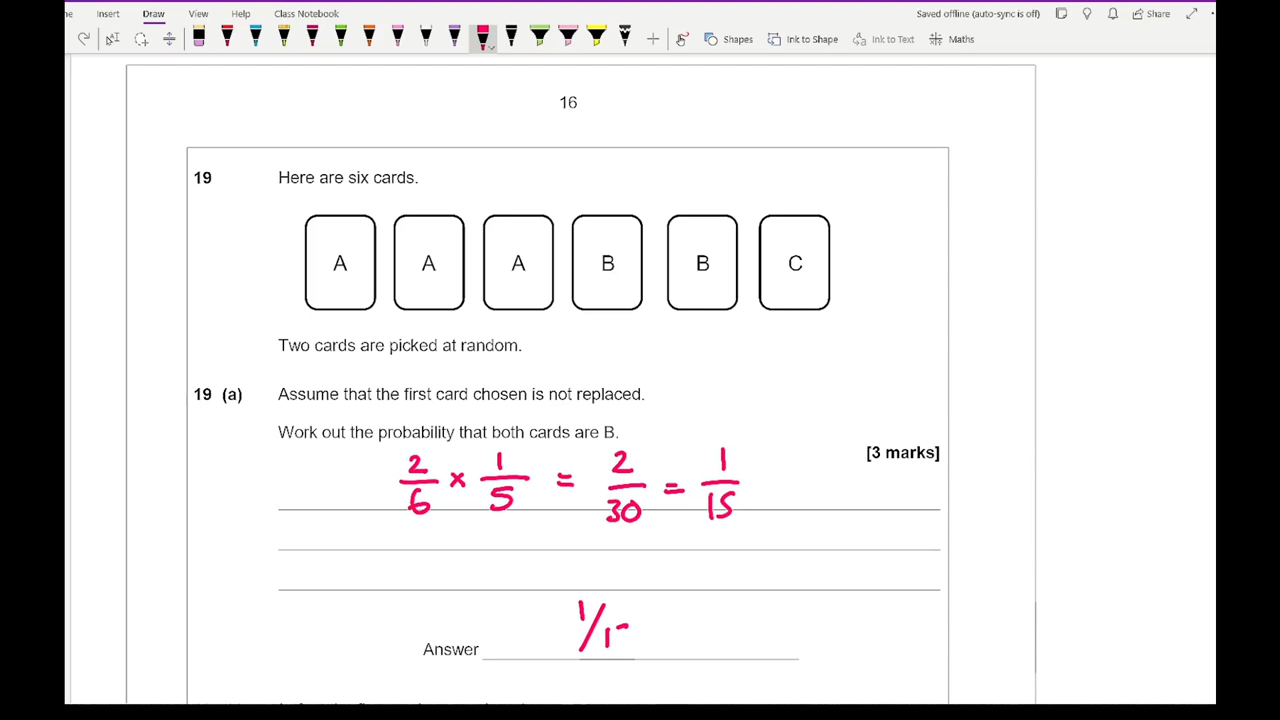 Insert Draw View Help Class Notebook Saved offline (auto-sync is off) Share
Shapes Ink to Shape Ink to Text Maths
16
19 Here are six cards.
A A A B B C
Two cards are picked at random.
19 (a) Assume that the first card chosen is not replaced.
Work out the probability that both cards are B.
[3 marks]
2/6 × 1/5 = 2/30 = 1/15
Answer 1/1